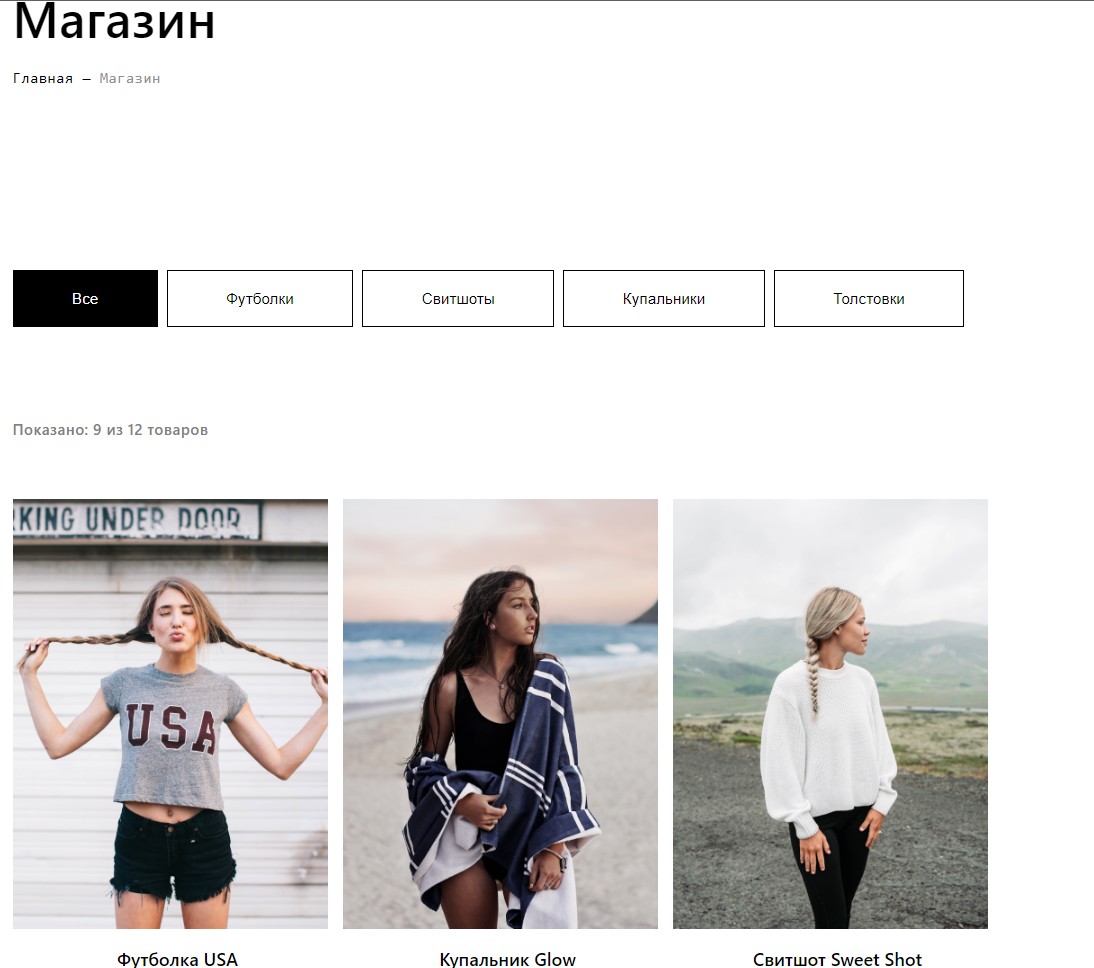 Магазин
Главная — Магазин
Все Футболки Свитшоты Купальники Толстовки
Показано: 9 из 12 товаров
KING UNDER DOOR
USA
Футболка USA Купальник Glow Свитшот Sweet Shot